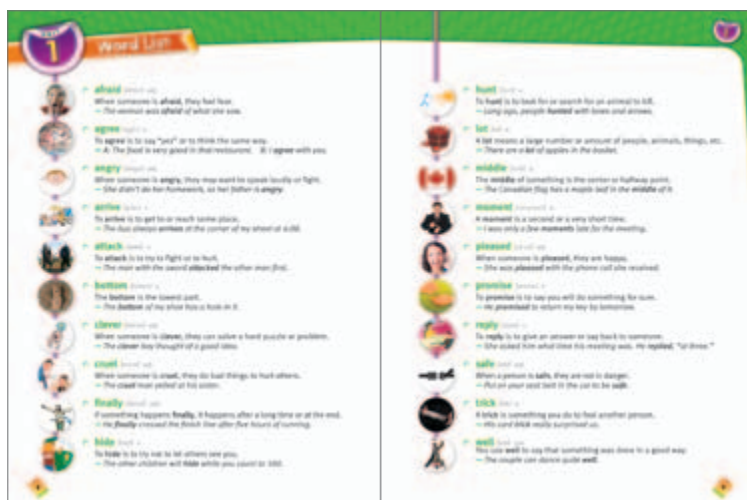 UNIT
1
Word List
afraid
When someone is afraid, they feel fear.
→ The woman was afraid of what she saw.
agree
To agree is to say "yes" or to think the same way.
→ A: The food is very good in that restaurant. B: I agree with you.
angry
When someone is angry, they may want to speak loudly or fight.
→ She didn't do her homework, so her father is angry.
arrive
To arrive is to get to or reach some place.
→ The bus always arrives at the corner of my street at 4:00.
attack
To attack is to try to fight or to hurt.
→ The man with the sword attacked the other man first.
bottom
The bottom is the lowest part.
→ The bottom of my shoe has a hole in it.
clever
When someone is clever, they can solve a hard puzzle or problem.
→ The clever boy thought of a good idea.
cruel
When someone is cruel, they do bad things to hurt others.
→ The cruel man yelled at his sister.
finally
If something happens finally, it happens after a long time or at the end.
→ He finally crossed the finish line after five hours of running.
hide
To hide is to try not to let others see you.
→ The other children will hide while you count to 100.
hunt
To hunt is to look for or search for an animal to kill.
→ Long ago, people hunted with bows and arrows.
lot
A lot means a large number or amount of people, animals, things, etc.
→ There are a lot of apples in the basket.
middle
The middle of something is the center or halfway point.
→ The Canadian flag has a maple leaf in the middle of it.
moment
A moment is a second or a very short time.
→ I was only a few moments late for the meeting.
pleased
When someone is pleased, they are happy.
→ She was pleased with the phone call she received.
promise
To promise is to say you will do something for sure.
→ He promised to return my key by tomorrow.
reply
To reply is to give an answer or say back to someone.
→ She asked him what time his meeting was. He replied, "at three."
safe
When a person is safe, they are not in danger.
→ Put on your seat belt in the car to be safe.
trick
A trick is something you do to fool another person.
→ His card trick really surprised us.
well
You use well to say that something was done in a good way.
→ The couple can dance quite well.